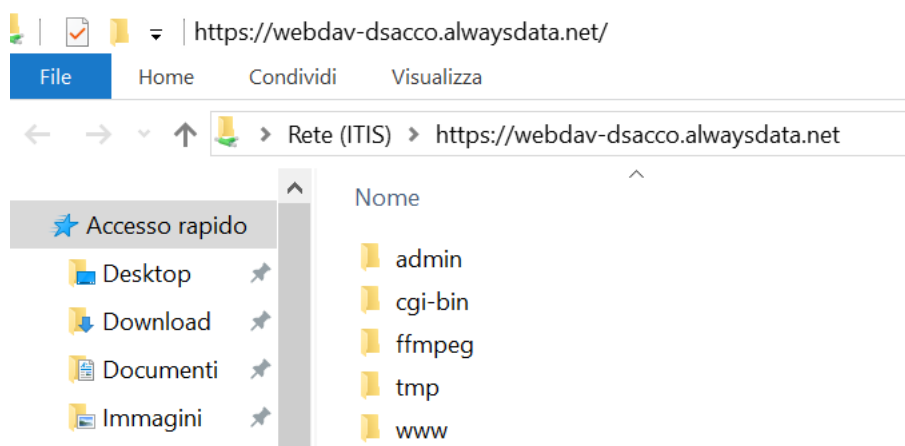 https://webdav-dsacco.alwaysdata.net/
File Home Condividi Visualizza
Rete (ITIS) > https://webdav-dsacco.alwaysdata.net
Nome
Accesso rapido
admin
Desktop
cgi-bin
Download
ffmpeg
Documenti
tmp
Immagini
www